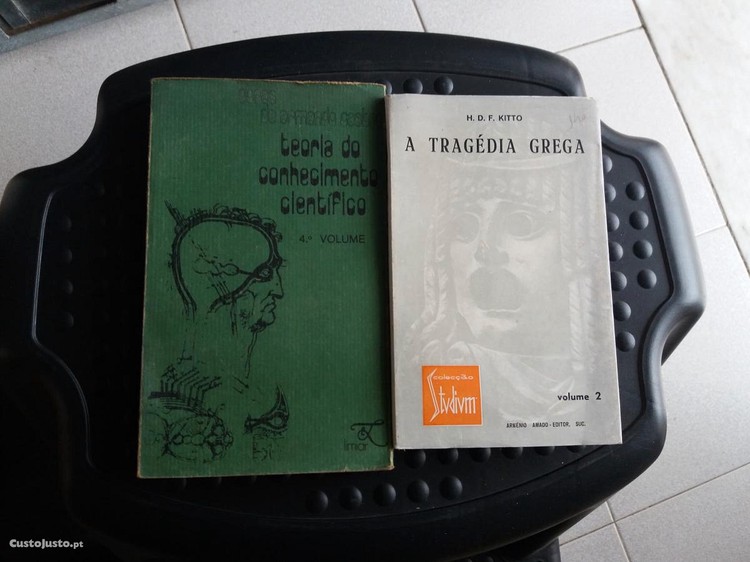 teoria do
conhecimento
científico
4.º VOLUME
limiar
H. D. F. KITTO
A TRAGÉDIA GREGA
colecção
Stvdivm
volume 2
ARMÉNIO AMADO - EDITOR, SUC.
CustoJusto.pt